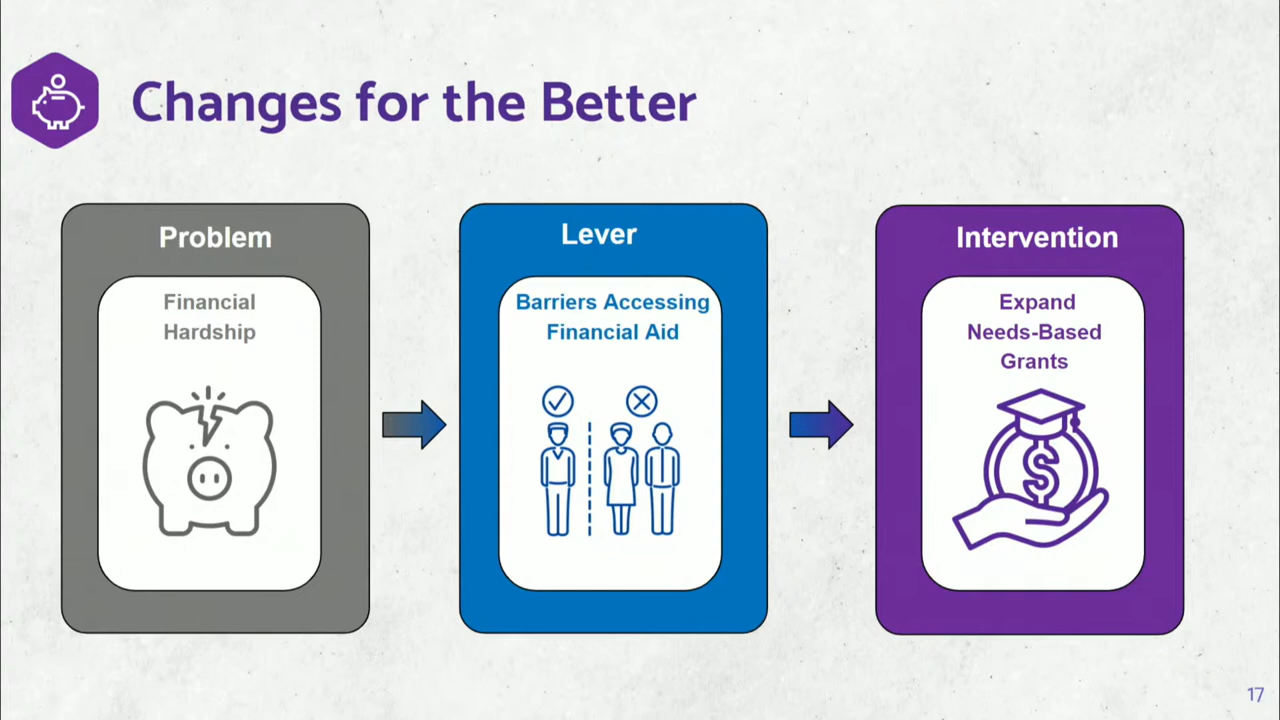 Changes for the Better
Problem
Financial
Hardship
Lever
Barriers Accessing
Financial Aid
Intervention
Expand
Needs-Based
Grants
$
17